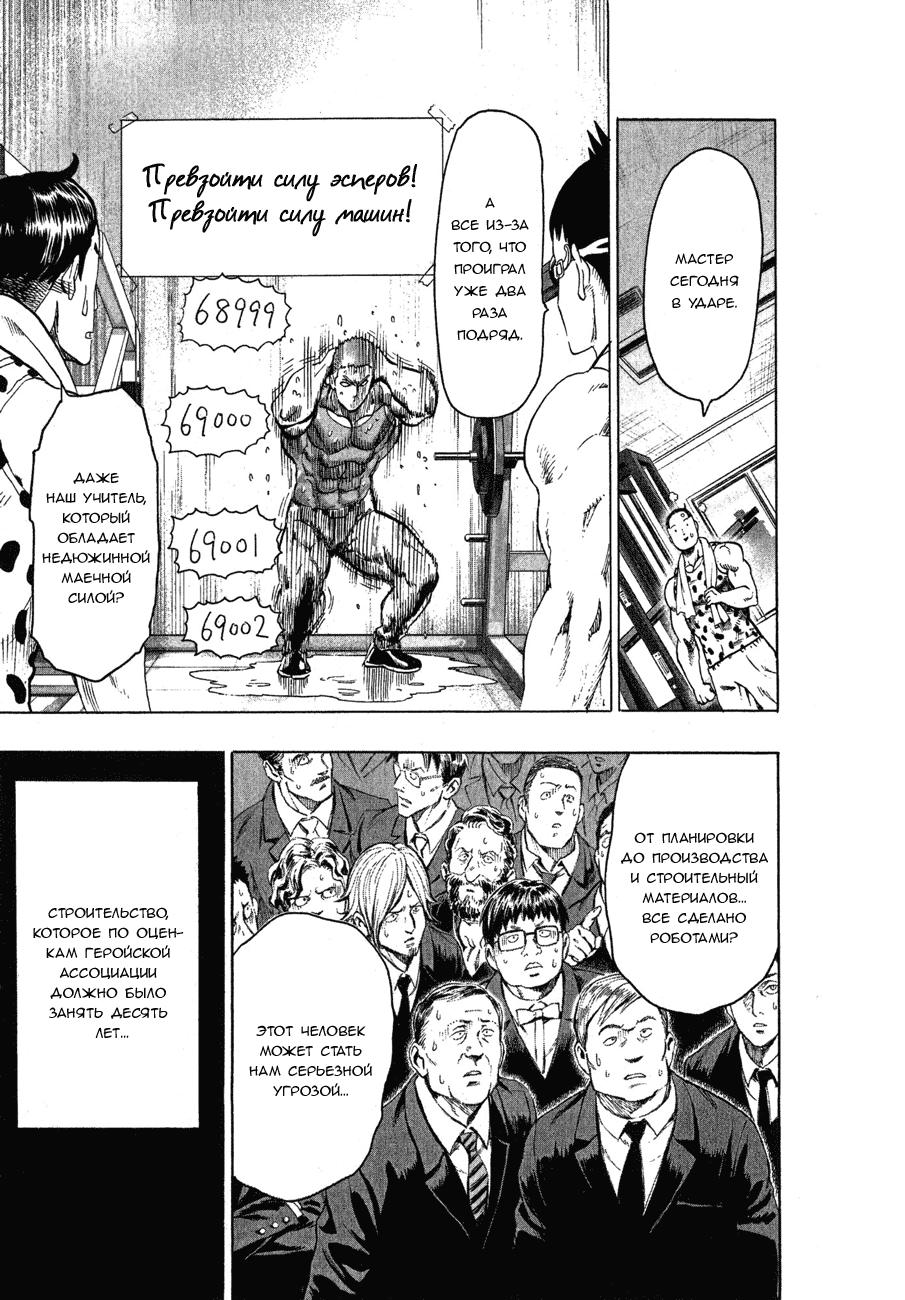 МАСТЕР
СЕГОДНЯ
В УДАРЕ.
А
ВСЕ ИЗ-ЗА
ТОГО, ЧТО
ПРОИГРАЛ
УЖЕ ДВА
РАЗА
ПОДРЯД.
Превзойти силу эсперов!
Превзойти силу машин!
68999
69000
69001
69002
ДАЖЕ
НАШ УЧИТЕЛЬ,
КОТОРЫЙ
ОБЛАДАЕТ
НЕДЮЖИННОЙ
МАЕЧНОЙ
СИЛОЙ?
ОТ ПЛАНИРОВКИ
ДО ПРОИЗВОДСТВА
И СТРОИТЕЛЬНЫЙ
МАТЕРИАЛОВ...
ВСЕ СДЕЛАНО
РОБОТАМИ?
ЭТОТ ЧЕЛОВЕК
МОЖЕТ СТАТЬ
НАМ СЕРЬЕЗНОЙ
УГРОЗОЙ...
СТРОИТЕЛЬСТВО,
КОТОРОЕ ПО ОЦЕН-
КАМ ГЕРОЙСКОЙ
АССОЦИАЦИИ
ДОЛЖНО БЫЛО
ЗАНЯТЬ ДЕСЯТЬ
ЛЕТ...